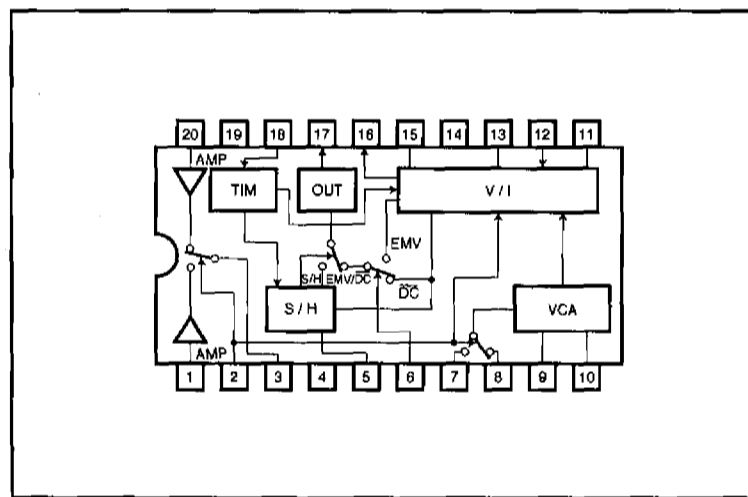 20 19 18 17 16 15 14 13 12 11
AMP
TIM OUT V / I
EMV
S/H EMV/DC
DC
S / H VCA
AMP
1 2 3 4 5 6 7 8 9 10